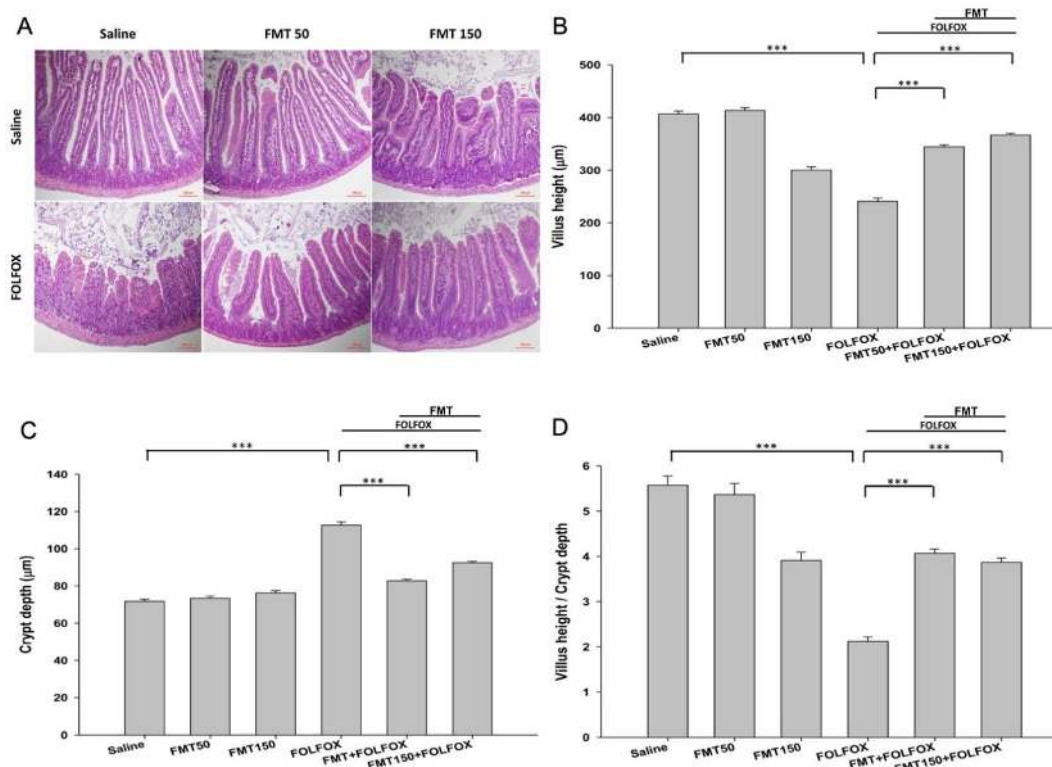 A
Saline
FMT 50
FMT 150
Saline
FOLFOX
B
FMT
FOLFOX
***
***
***
500
400
300
200
100
0
Villus height (μm)
Saline
FMT50
FMT150
FOLFOX
FMT50+FOLFOX
FMT150+FOLFOX
C
FMT
FOLFOX
***
***
***
140
120
100
80
60
40
20
0
Crypt depth (μm)
Saline
FMT50
FMT150
FOLFOX
FMT+FOLFOX
FMT150+FOLFOX
D
FMT
FOLFOX
***
***
***
6
5
4
3
2
1
0
Villus height / Crypt depth
Saline
FMT50
FMT150
FOLFOX
FMT+FOLFOX
FMT150+FOLFOX